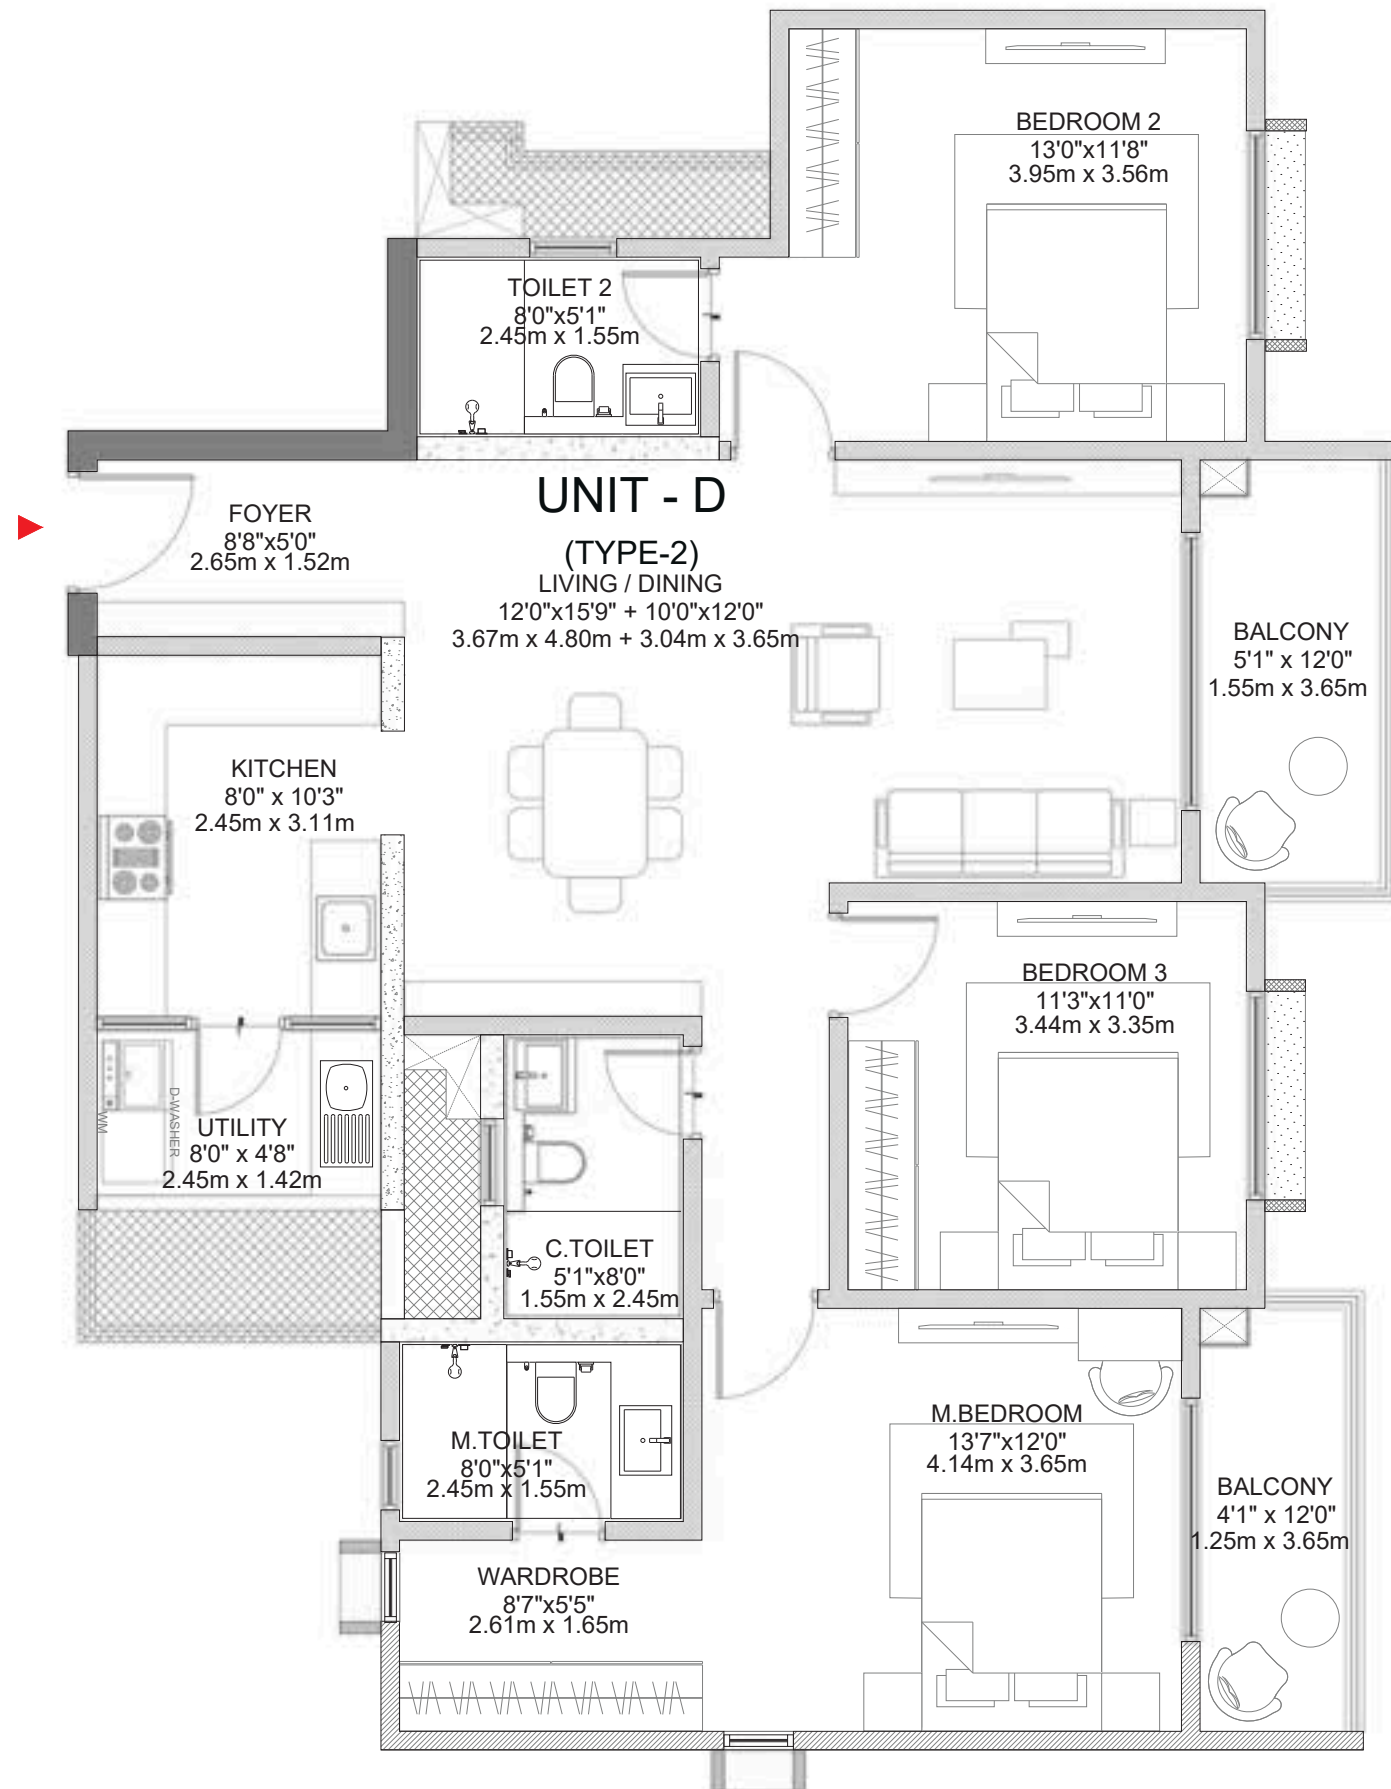 BEDROOM 2
13'0"x11'8"
3.95m x 3.56m
TOILET 2
8'0"x5'1"
2.45m x 1.55m
UNIT - D
(TYPE-2)
FOYER
8'8"x5'0"
2.65m x 1.52m
LIVING / DINING
12'0"x15'9" + 10'0"x12'0"
3.67m x 4.80m + 3.04m x 3.65m
BALCONY
5'1" x 12'0"
1.55m x 3.65m
KITCHEN
8'0" x 10'3"
2.45m x 3.11m
BEDROOM 3
11'3"x11'0"
3.44m x 3.35m
D-WASHER
WM
UTILITY
8'0" x 4'8"
2.45m x 1.42m
C.TOILET
5'1"x8'0"
1.55m x 2.45m
M.BEDROOM
13'7"x12'0"
4.14m x 3.65m
M.TOILET
8'0"x5'1"
2.45m x 1.55m
BALCONY
4'1" x 12'0"
1.25m x 3.65m
WARDROBE
8'7"x5'5"
2.61m x 1.65m